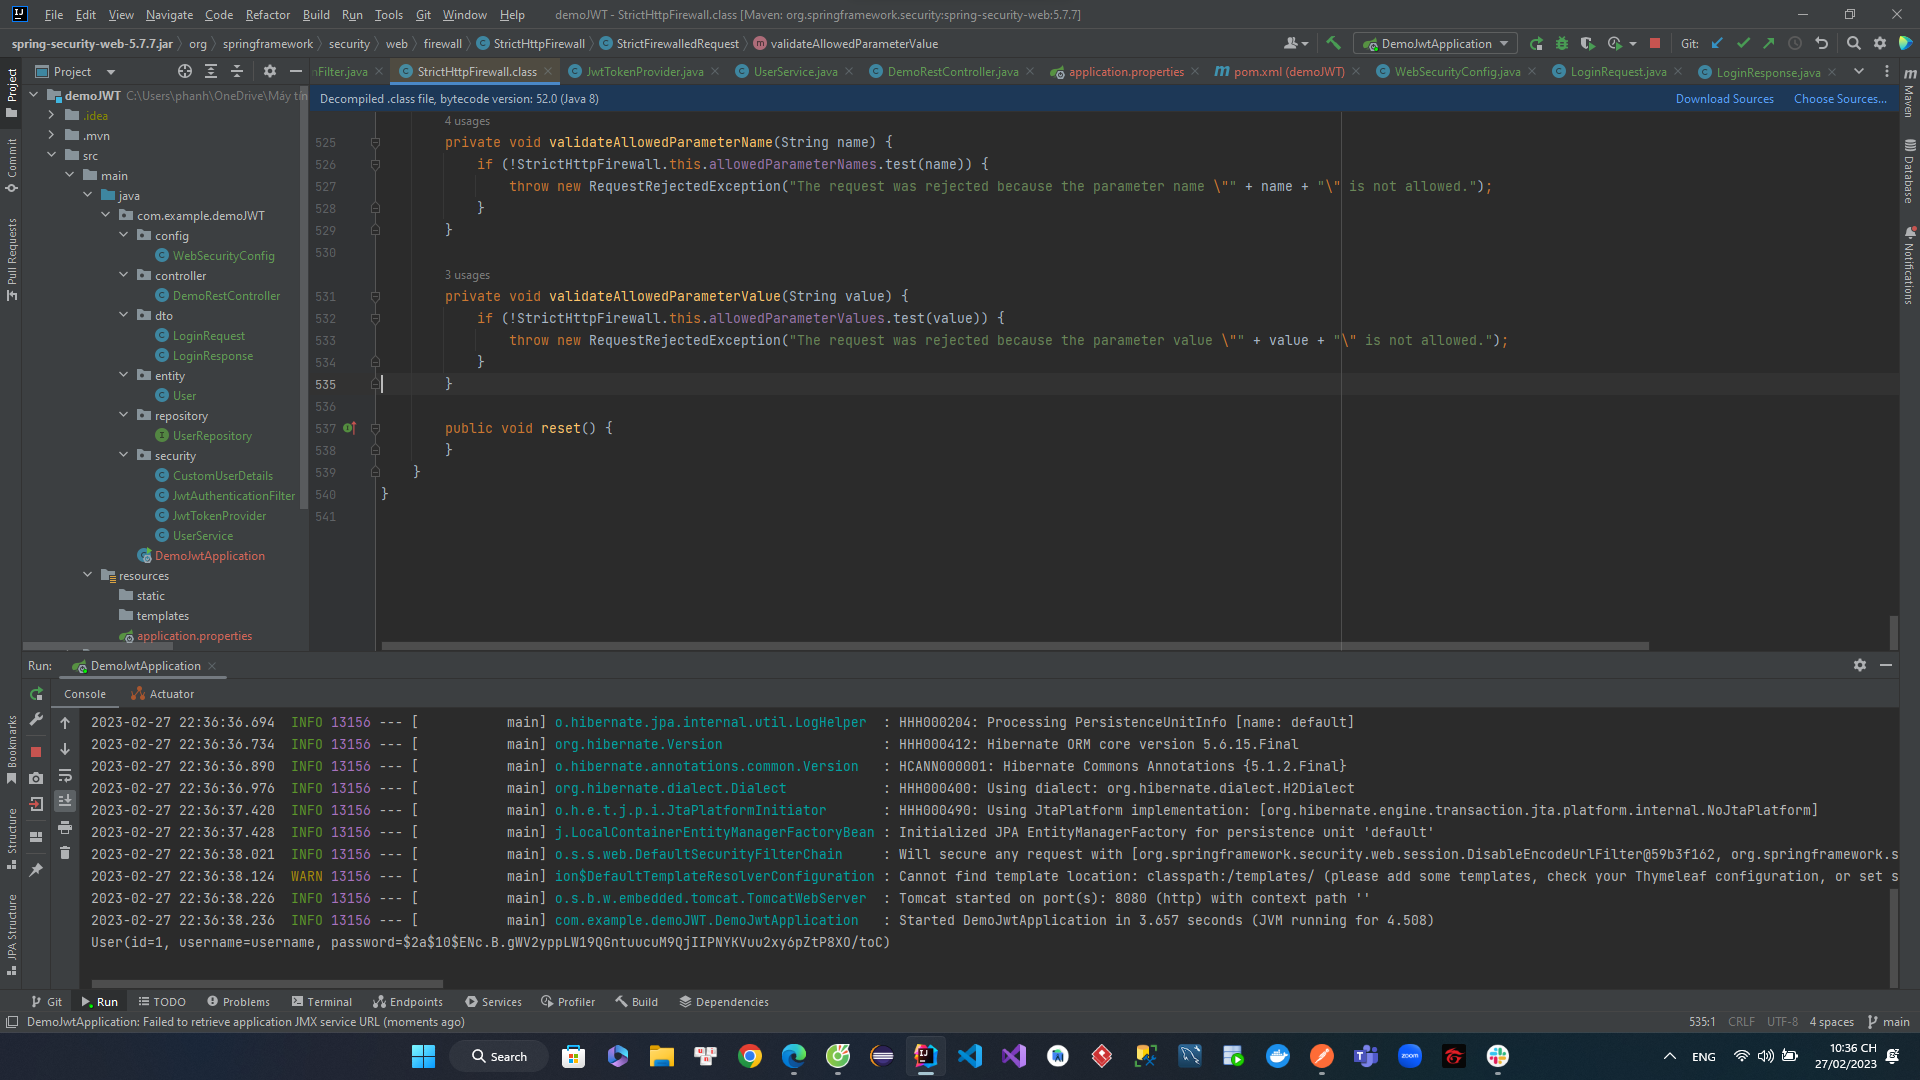 File Edit View Navigate Code Refactor Build Run Tools Git Window Help demoJWT - StrictHttpFirewall.class [Maven: org.springframework.security:spring-security-web:5.7.7]
spring-security-web-5.7.7.jar org springframework security web firewall StrictHttpFirewall StrictFirewalledRequest validateAllowedParameterValue DemoJwtApplication Git:
Project nFilter.java StrictHttpFirewall.class JwtTokenProvider.java UserService.java DemoRestController.java application.properties pom.xml (demoJWT) WebSecurityConfig.java LoginRequest.java LoginResponse.java
Decompiled .class file, bytecode version: 52.0 (Java 8) Download Sources Choose Sources...
Project
Commit
Pull Requests
Bookmarks
Structure
JPA Structure
Maven
Database
Notifications
demoJWT C:\Users\phanh\OneDrive\Máy tín
.idea
.mvn
src
main
java
com.example.demoJWT
config
WebSecurityConfig
controller
DemoRestController
dto
LoginRequest
LoginResponse
entity
User
repository
UserRepository
security
CustomUserDetails
JwtAuthenticationFilter
JwtTokenProvider
UserService
DemoJwtApplication
resources
static
templates
application.properties
4 usages
525 private void validateAllowedParameterName(String name) {
526 if (!StrictHttpFirewall.this.allowedParameterNames.test(name)) {
527 throw new RequestRejectedException("The request was rejected because the parameter name \"" + name + "\" is not allowed.");
528 }
529 }
530
3 usages
531 private void validateAllowedParameterValue(String value) {
532 if (!StrictHttpFirewall.this.allowedParameterValues.test(value)) {
533 throw new RequestRejectedException("The request was rejected because the parameter value \"" + value + "\" is not allowed.");
534 }
535 }
536
537 public void reset() {
538 }
539 }
540 }
541
Run: DemoJwtApplication
Console Actuator
2023-02-27 22:36:36.694 INFO 13156 --- [ main] o.hibernate.jpa.internal.util.LogHelper : HHH000204: Processing PersistenceUnitInfo [name: default]
2023-02-27 22:36:36.734 INFO 13156 --- [ main] org.hibernate.Version : HHH000412: Hibernate ORM core version 5.6.15.Final
2023-02-27 22:36:36.890 INFO 13156 --- [ main] o.hibernate.annotations.common.Version : HCANN000001: Hibernate Commons Annotations {5.1.2.Final}
2023-02-27 22:36:36.976 INFO 13156 --- [ main] org.hibernate.dialect.Dialect : HHH000400: Using dialect: org.hibernate.dialect.H2Dialect
2023-02-27 22:36:37.420 INFO 13156 --- [ main] o.h.e.t.j.p.i.JtaPlatformInitiator : HHH000490: Using JtaPlatform implementation: [org.hibernate.engine.transaction.jta.platform.internal.NoJtaPlatform]
2023-02-27 22:36:37.428 INFO 13156 --- [ main] j.LocalContainerEntityManagerFactoryBean : Initialized JPA EntityManagerFactory for persistence unit 'default'
2023-02-27 22:36:38.021 INFO 13156 --- [ main] o.s.s.web.DefaultSecurityFilterChain : Will secure any request with [org.springframework.security.web.session.DisableEncodeUrlFilter@59b3f162, org.springframework.s
2023-02-27 22:36:38.124 WARN 13156 --- [ main] ion$DefaultTemplateResolverConfiguration : Cannot find template location: classpath:/templates/ (please add some templates, check your Thymeleaf configuration, or set s
2023-02-27 22:36:38.226 INFO 13156 --- [ main] o.s.b.w.embedded.tomcat.TomcatWebServer : Tomcat started on port(s): 8080 (http) with context path ''
2023-02-27 22:36:38.236 INFO 13156 --- [ main] com.example.demoJWT.DemoJwtApplication : Started DemoJwtApplication in 3.657 seconds (JVM running for 4.508)
User(id=1, username=username, password=$2a$10$ENc.B.gWV2yppLW19QGntuucuM9QjIIPNYKVuu2xy6pZtP8XO/toC)
Git Run TODO Problems Terminal Endpoints Services Profiler Build Dependencies
DemoJwtApplication: Failed to retrieve application JMX service URL (moments ago) 535:1 CRLF UTF-8 4 spaces main
Search ENG 10:36 CH
27/02/2023